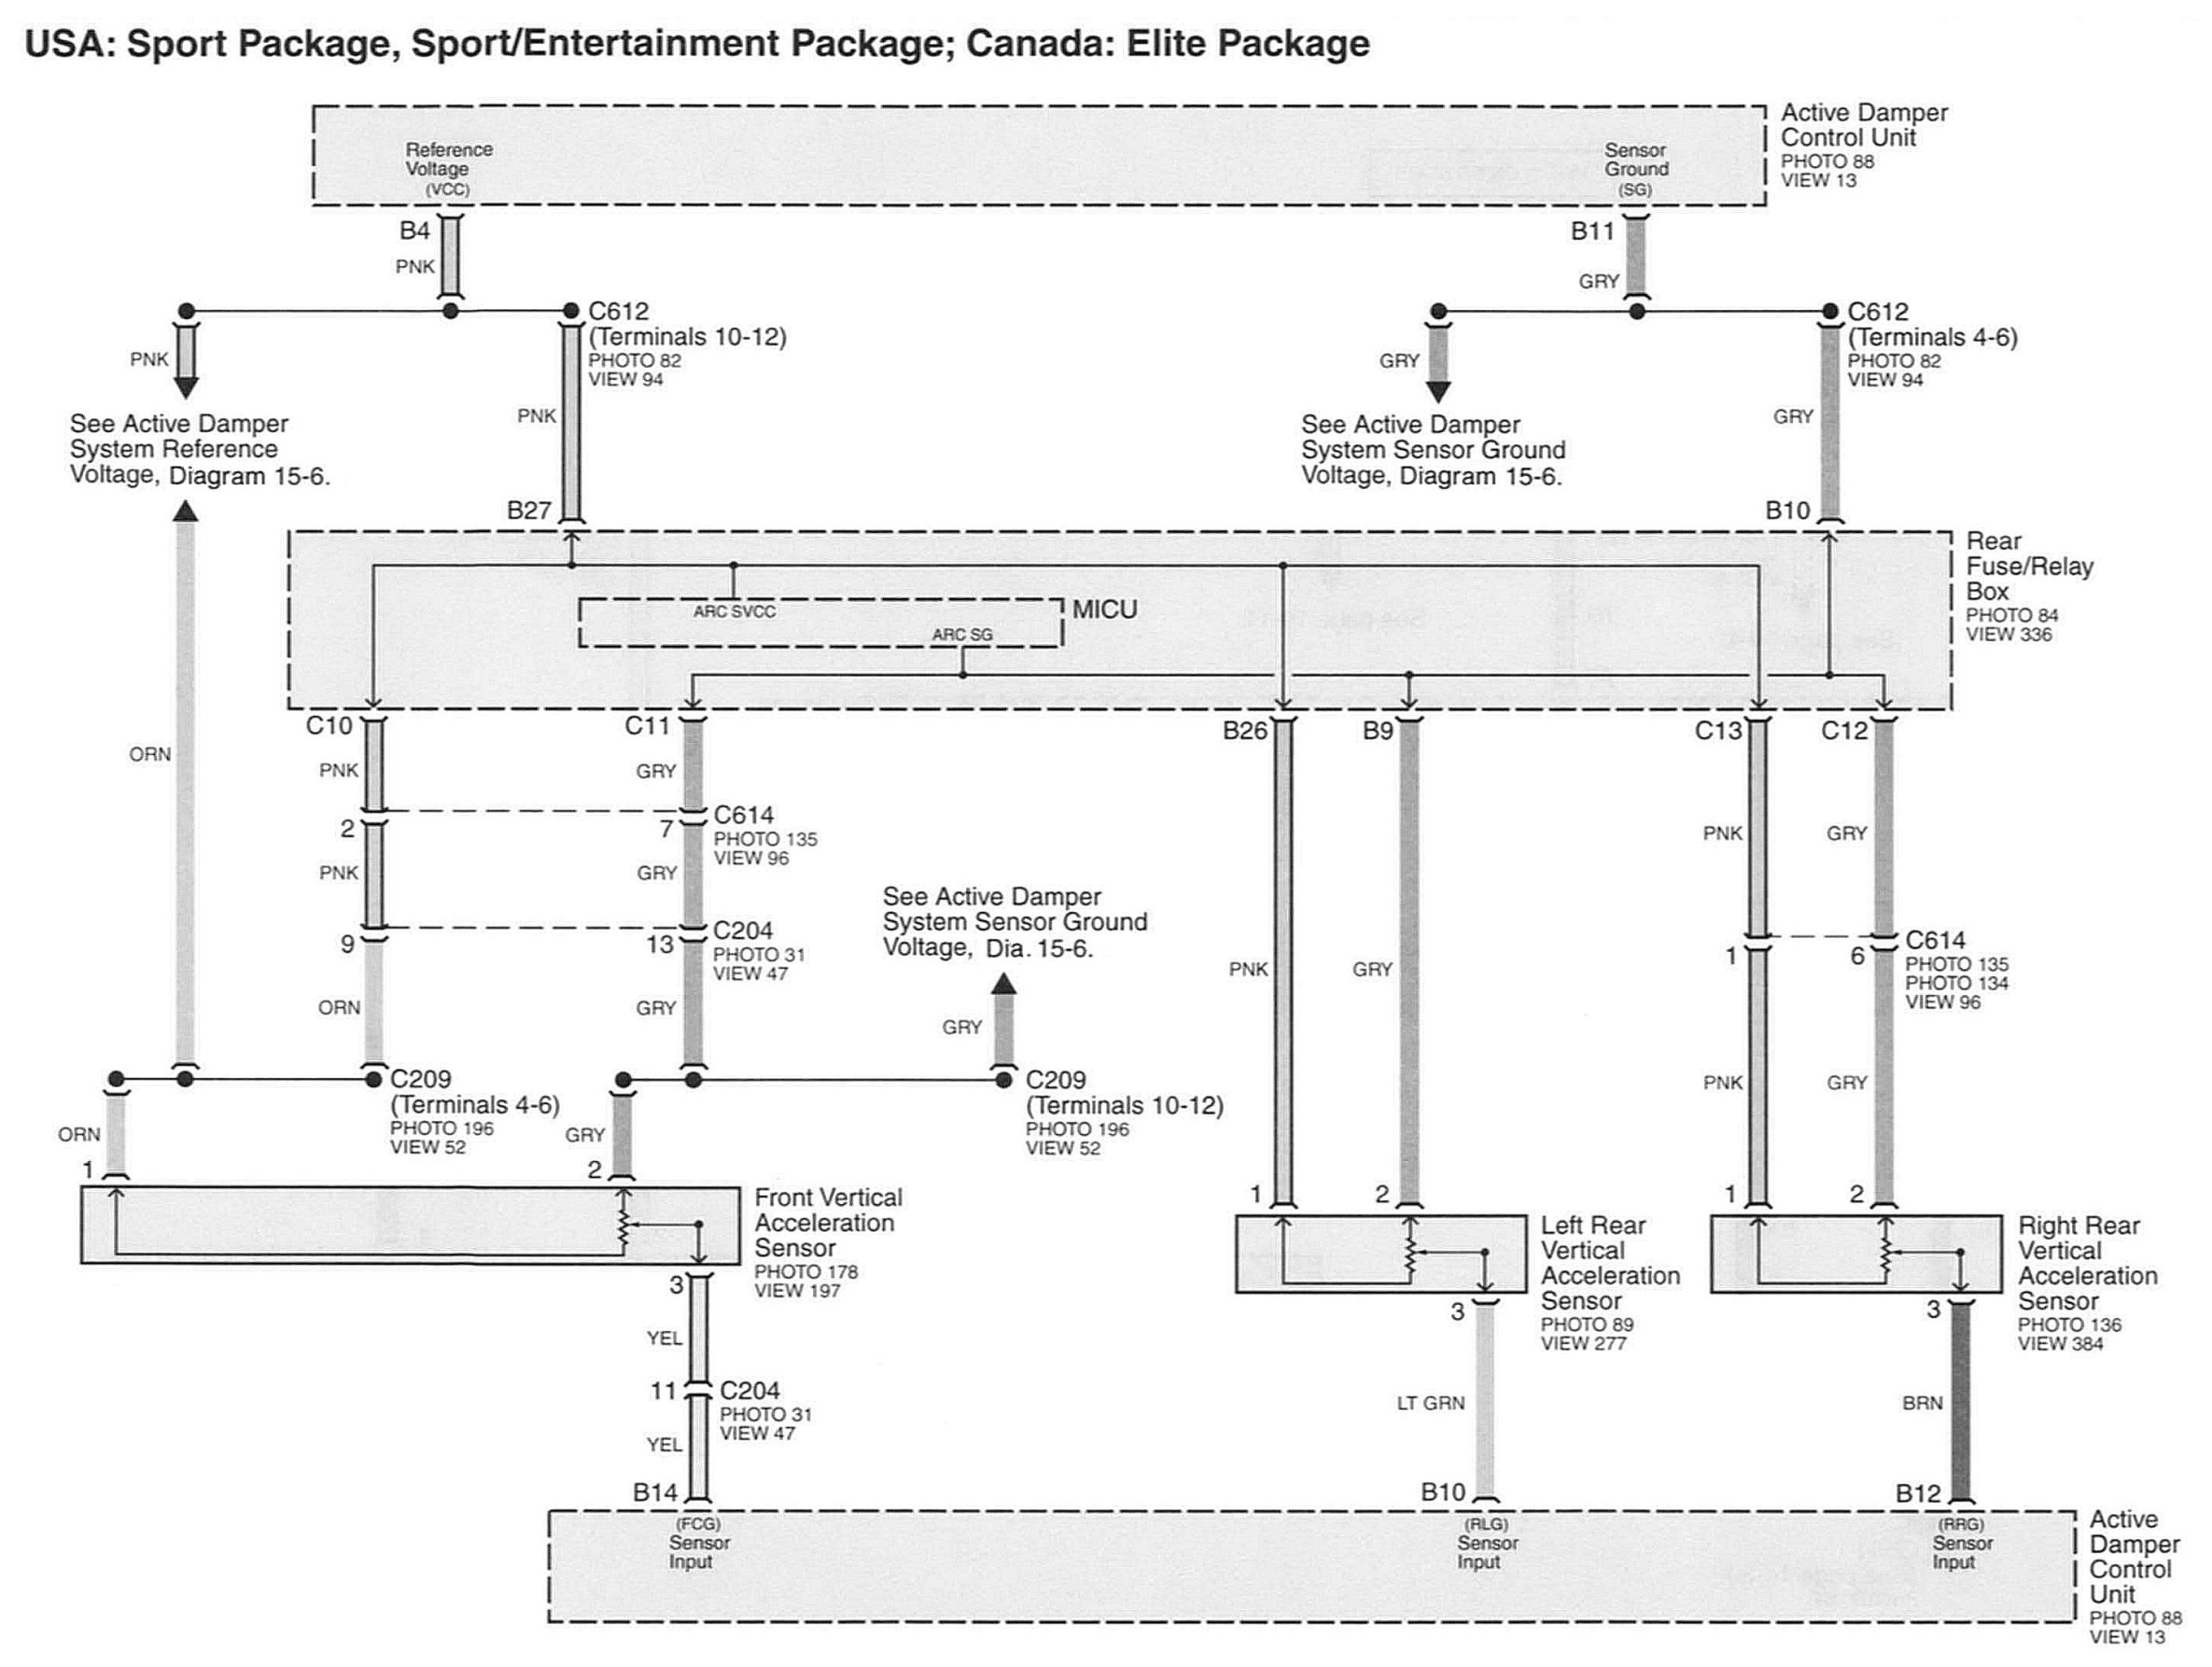 USA: Sport Package, Sport/Entertainment Package; Canada: Elite Package
Active Damper
Control Unit
PHOTO 88
VIEW 13
Reference
Voltage
(VCC)
Sensor
Ground
(SG)
B4
PNK
B11
GRY
C612
(Terminals 10-12)
PHOTO 82
VIEW 94
C612
(Terminals 4-6)
PHOTO 82
VIEW 94
PNK
PNK
GRY
GRY
See Active Damper
System Reference
Voltage, Diagram 15-6.
See Active Damper
System Sensor Ground
Voltage, Diagram 15-6.
B27
B10
Rear
Fuse/Relay
Box
PHOTO 84
VIEW 336
ARC SVCC
MICU
ARC SG
C10
C11
B26
B9
C13
C12
ORN
PNK
GRY
C614
PHOTO 135
VIEW 96
2
7
PNK
GRY
PNK
GRY
C204
PHOTO 31
VIEW 47
9
13
ORN
GRY
See Active Damper
System Sensor Ground
Voltage, Dia. 15-6.
GRY
PNK
GRY
1
6
C614
PHOTO 135
PHOTO 134
VIEW 96
C209
(Terminals 4-6)
PHOTO 196
VIEW 52
C209
(Terminals 10-12)
PHOTO 196
VIEW 52
PNK
GRY
ORN
GRY
1
2
1
2
1
2
Front Vertical
Acceleration
Sensor
PHOTO 178
VIEW 197
Left Rear
Vertical
Acceleration
Sensor
PHOTO 89
VIEW 277
Right Rear
Vertical
Acceleration
Sensor
PHOTO 136
VIEW 384
3
3
3
YEL
11
C204
PHOTO 31
VIEW 47
YEL
LT GRN
BRN
B14
B10
B12
(FCG)
Sensor
Input
(RLG)
Sensor
Input
(RRG)
Sensor
Input
Active
Damper
Control
Unit
PHOTO 88
VIEW 13